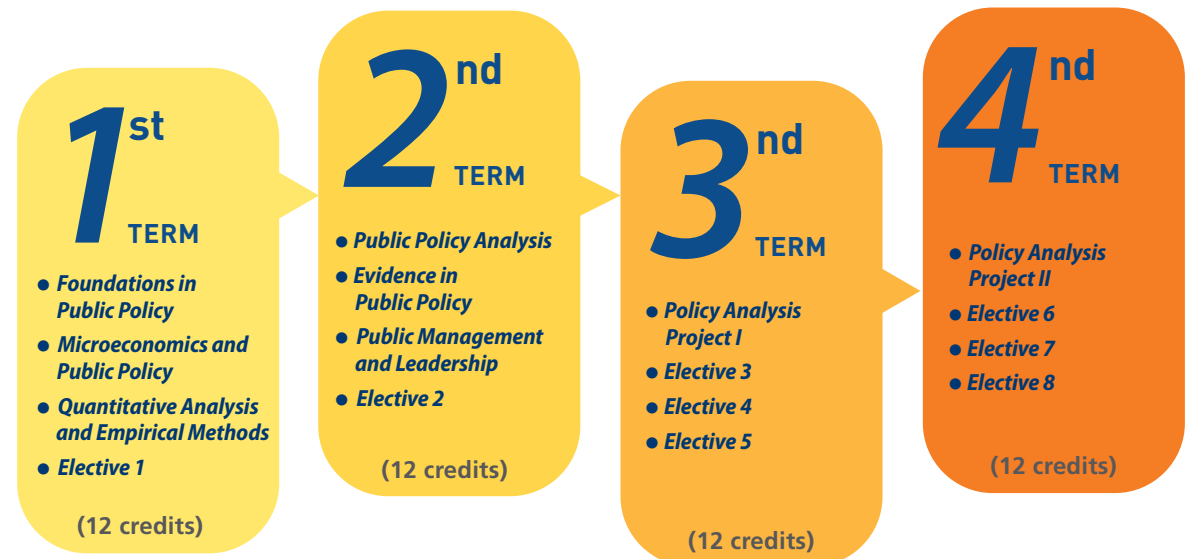 1st
TERM
● Foundations in
Public Policy
● Microeconomics and
Public Policy
● Quantitative Analysis
and Empirical Methods
● Elective 1
(12 credits)
2nd
TERM
● Public Policy Analysis
● Evidence in
Public Policy
● Public Management
and Leadership
● Elective 2
(12 credits)
3nd
TERM
● Policy Analysis
Project I
● Elective 3
● Elective 4
● Elective 5
(12 credits)
4nd
TERM
● Policy Analysis
Project II
● Elective 6
● Elective 7
● Elective 8
(12 credits)